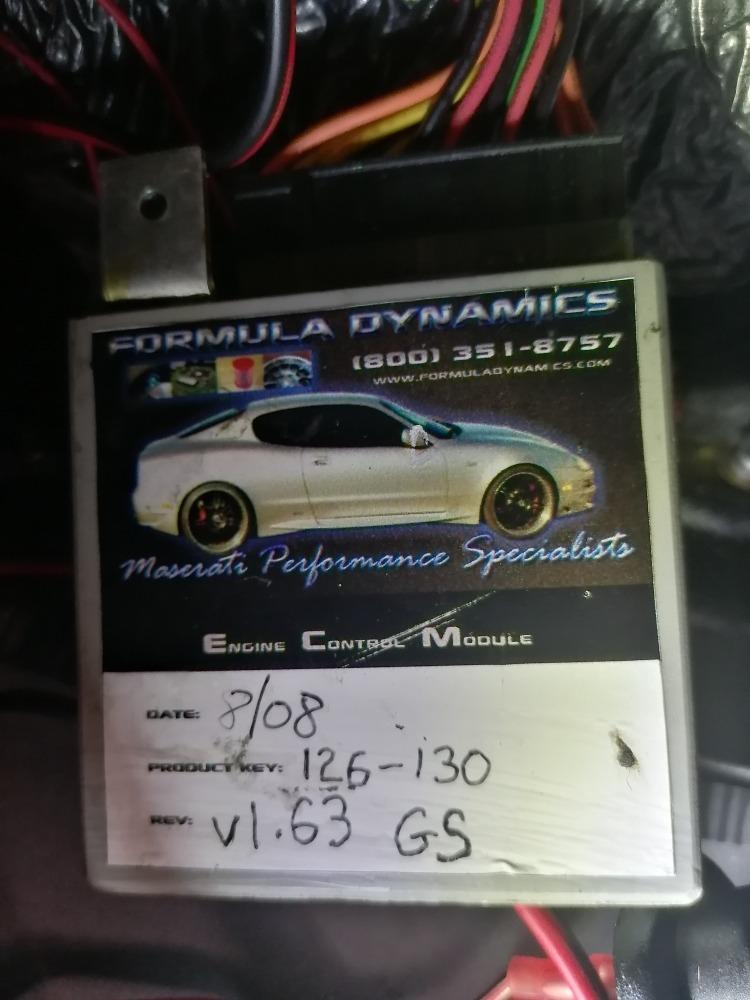 FORMULA DYNAMICS
(800) 351-8757
WWW.FORMULADYNAMICS.COM
Maserati Performance Specialists
ENGINE CONTROL MODULE
DATE: 8/08
PRODUCT KEY: 126-130
REV: V1.63 GS